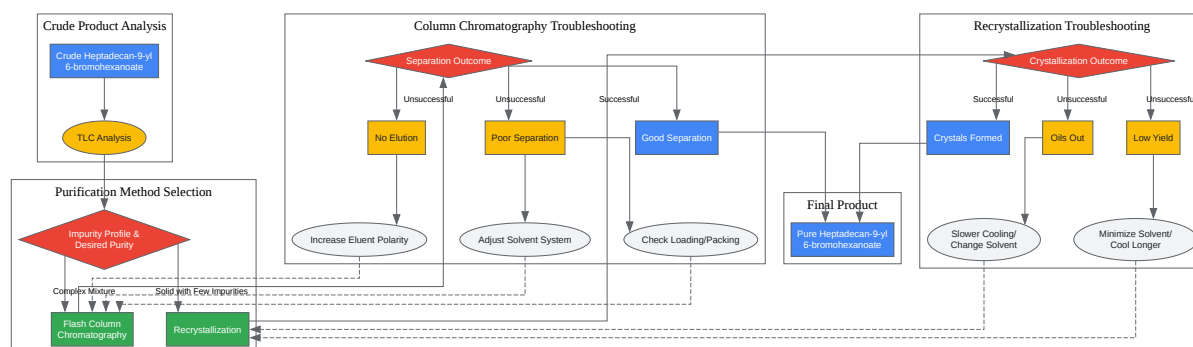 Crude Product Analysis
Crude Heptadecan-9-yl
6-bromohexanoate
TLC Analysis
Purification Method Selection
Impurity Profile &
Desired Purity
Complex Mixture
Solid with Few Impurities
Flash Column
Chromatography
Recrystallization
Column Chromatography Troubleshooting
Separation Outcome
Unsuccessful
Unsuccessful
Successful
No Elution
Poor Separation
Good Separation
Increase Eluent Polarity
Adjust Solvent System
Check Loading/Packing
Final Product
Pure Heptadecan-9-yl
6-bromohexanoate
Recrystallization Troubleshooting
Crystallization Outcome
Successful
Unsuccessful
Unsuccessfu
Crystals Formed
Oils Out
Low Yield
Slower Cooling/
Change Solvent
Minimize Solvent/
Cool Longer